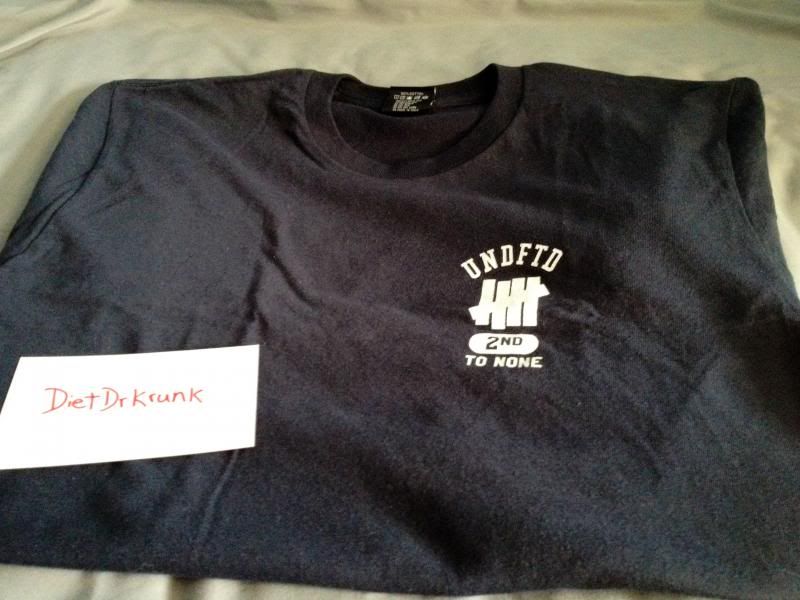 UNDFTD
2ND
TO NONE
DietDrKrunk